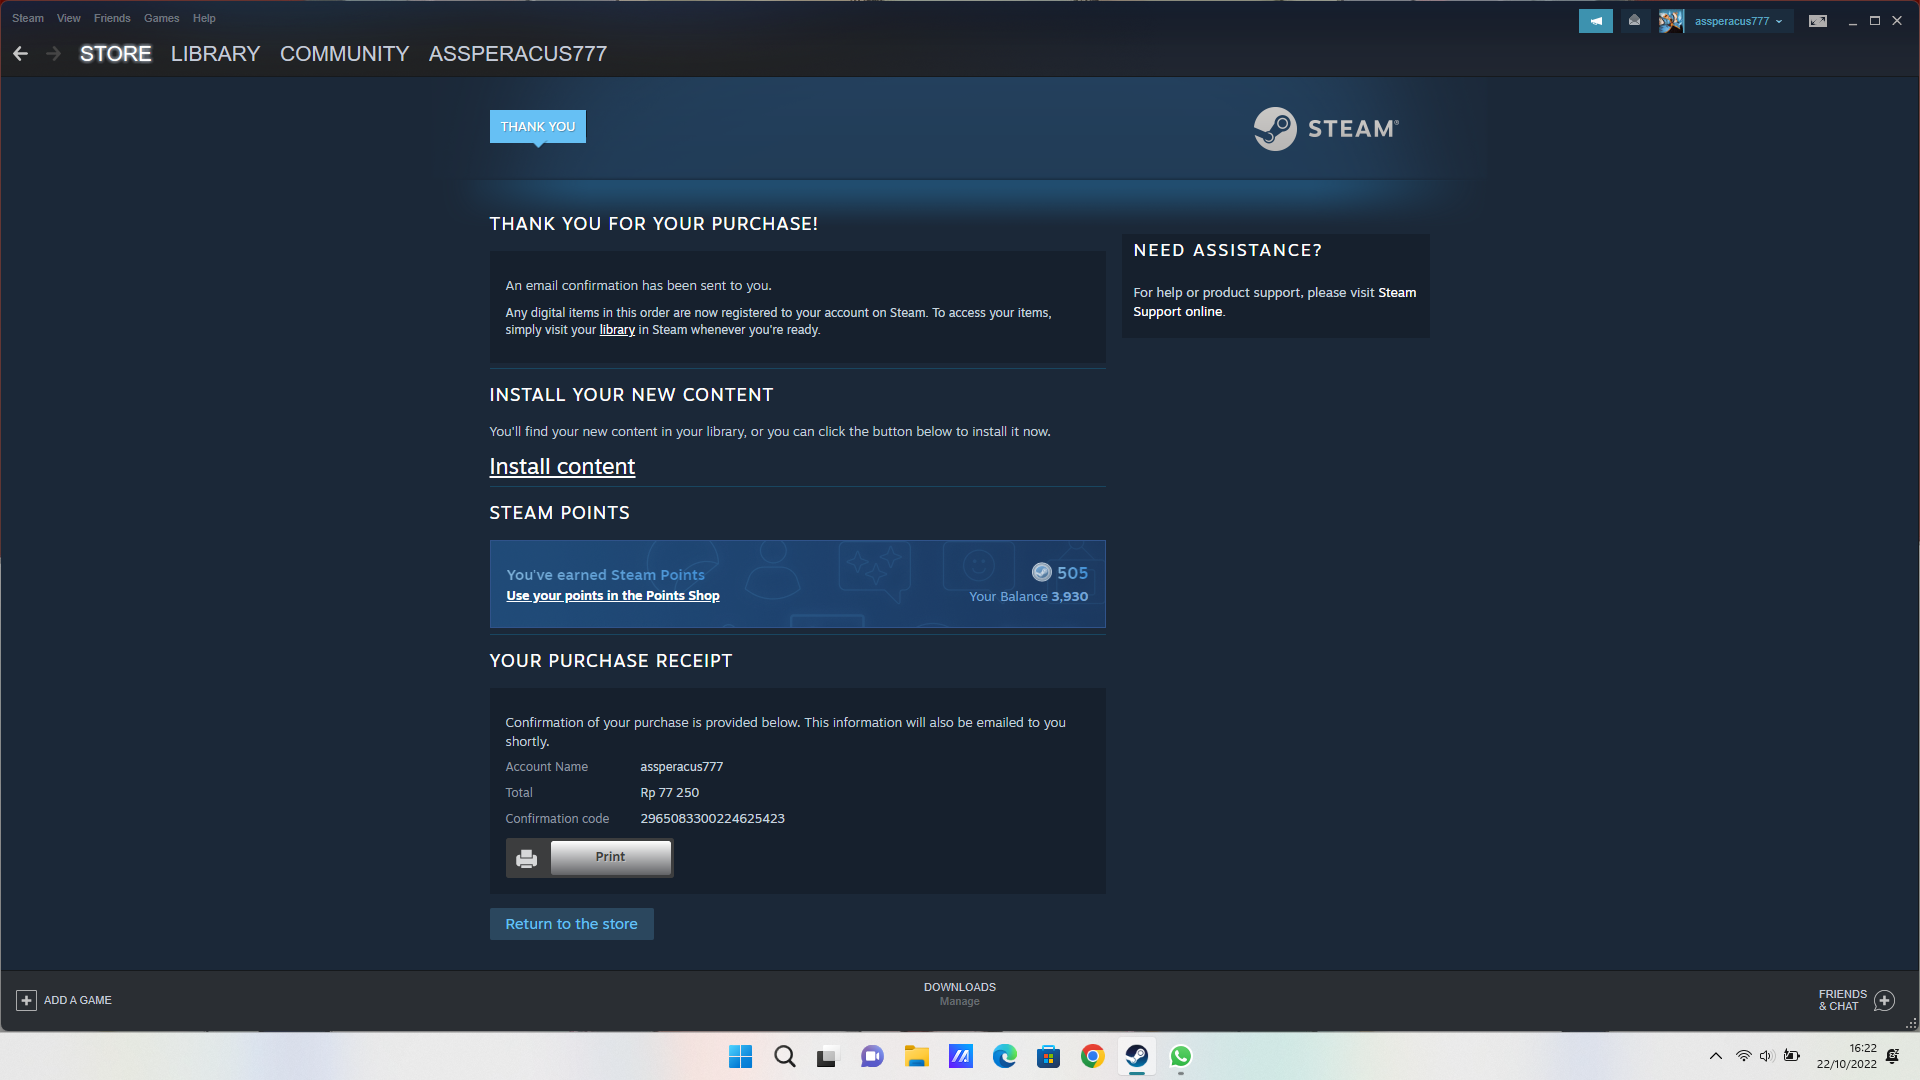 Steam View Friends Games Help
assperacus777
STORE LIBRARY COMMUNITY ASSPERACUS777
THANK YOU
STEAM®
THANK YOU FOR YOUR PURCHASE!
An email confirmation has been sent to you.
Any digital items in this order are now registered to your account on Steam. To access your items,
simply visit your library in Steam whenever you're ready.
NEED ASSISTANCE?
For help or product support, please visit Steam
Support online.
INSTALL YOUR NEW CONTENT
You'll find your new content in your library, or you can click the button below to install it now.
Install content
STEAM POINTS
You've earned Steam Points
505
Use your points in the Points Shop
Your Balance 3,930
YOUR PURCHASE RECEIPT
Confirmation of your purchase is provided below. This information will also be emailed to you
shortly.
Account Name assperacus777
Total Rp 77 250
Confirmation code 2965083300224625423
Print
Return to the store
ADD A GAME
DOWNLOADS
Manage
FRIENDS
& CHAT
16:22
22/10/2022